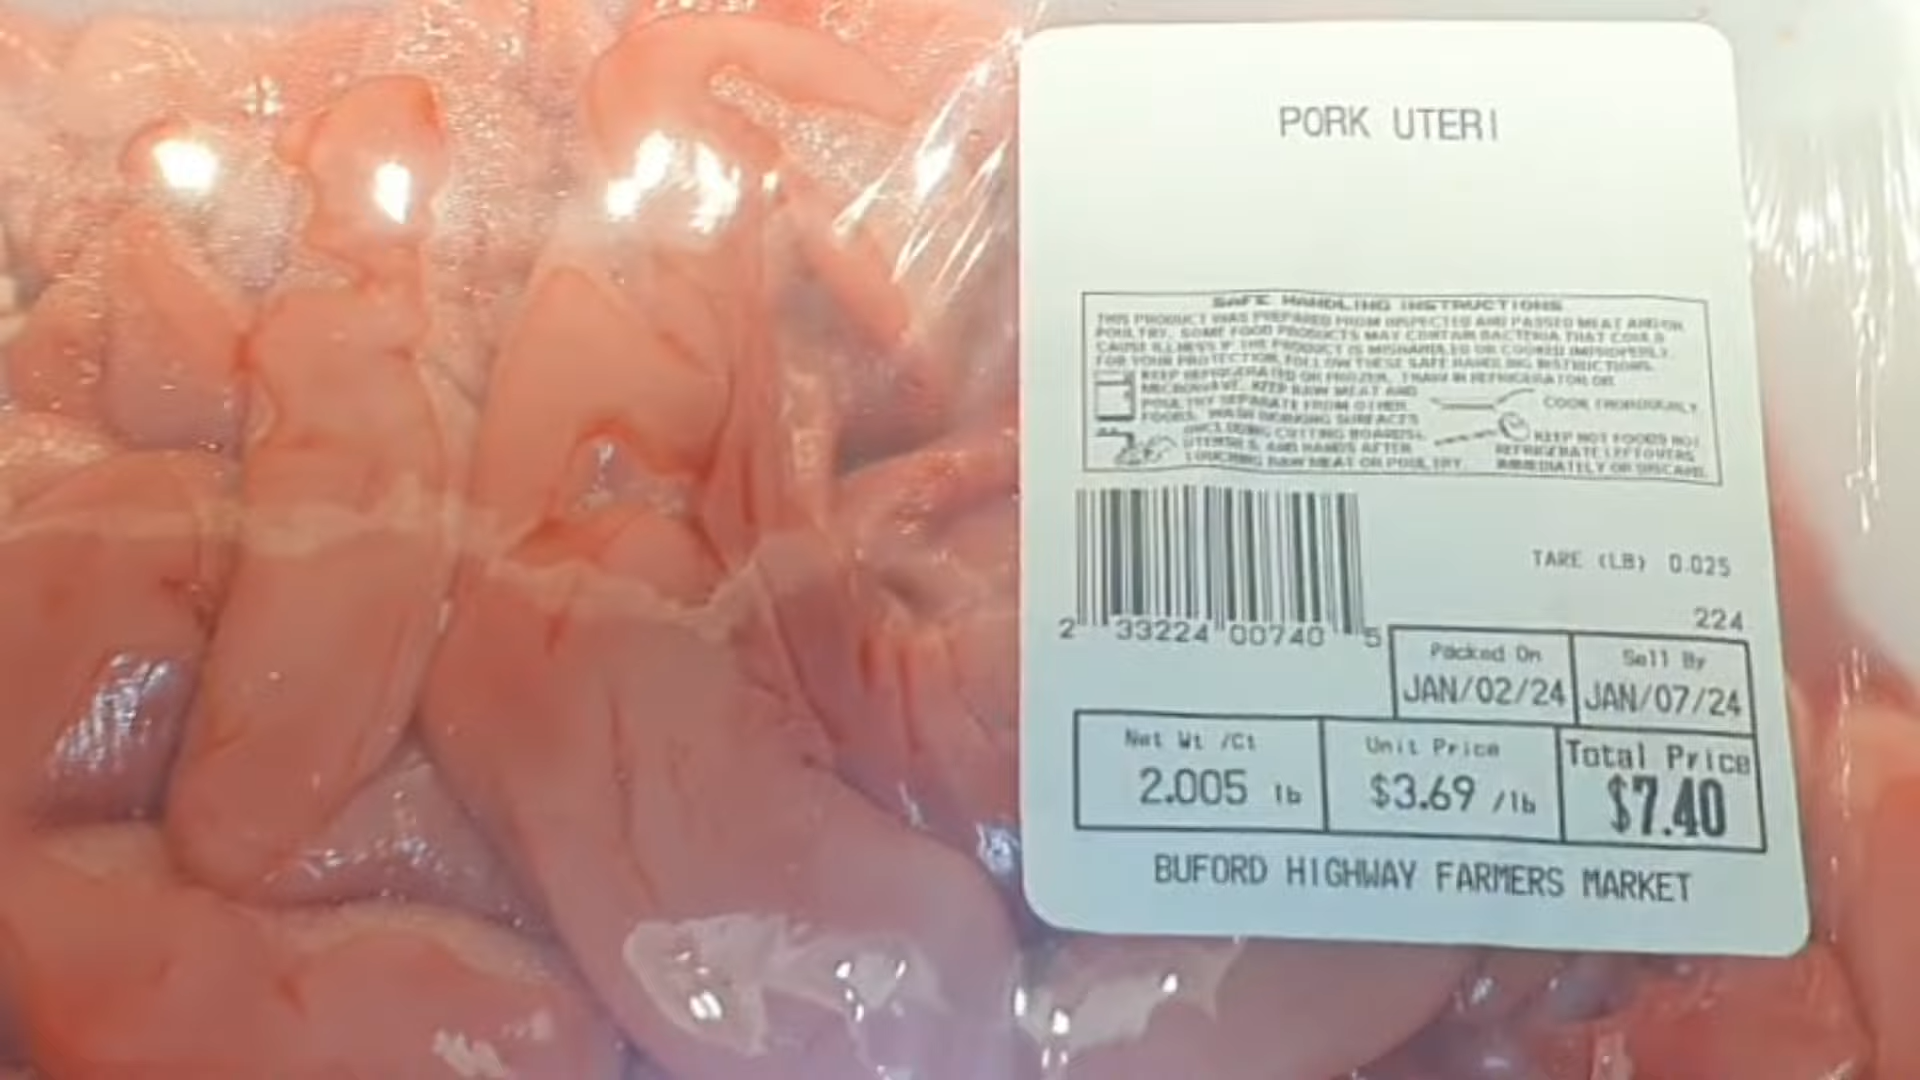 PORK UTERI
SAFE HANDLING INSTRUCTIONS
THIS PRODUCT WAS PREPARED FROM INSPECTED AND PASSED MEAT AND/OR
POULTRY. SOME FOOD PRODUCTS MAY CONTAIN BACTERIA THAT COULD
CAUSE ILLNESS IF THE PRODUCT IS MISHANDLED OR COOKED IMPROPERLY.
FOR YOUR PROTECTION, FOLLOW THESE SAFE HANDLING INSTRUCTIONS.
KEEP REFRIGERATED OR FROZEN. THAW IN REFRIGERATOR OR
MICROWAVE. KEEP RAW MEAT AND
POULTRY SEPARATE FROM OTHER
FOODS. WASH WORKING SURFACES
(INCLUDING CUTTING BOARDS),
UTENSILS, AND HANDS AFTER
TOUCHING RAW MEAT OR POULTRY.
COOK THOROUGHLY
KEEP HOT FOODS HOT
REFRIGERATE LEFTOVERS
IMMEDIATELY OR DISCARD.
TARE (LB) 0.025
224
2 33224 00740 5
Packed On
JAN/02/24
Sell By
JAN/07/24
Net Wt /Ct
2.005 lb
Unit Price
$3.69 /lb
Total Price
$7.40
BUFORD HIGHWAY FARMERS MARKET